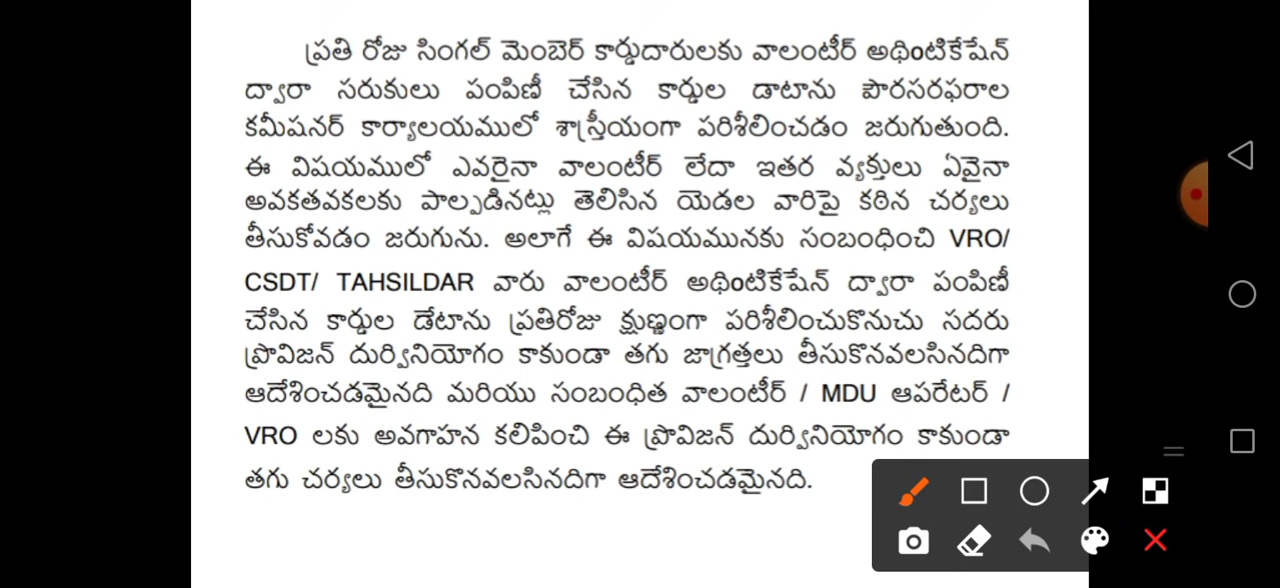 ప్రతి రోజు సింగల్ మెంబెర్ కార్డుదారులకు వాలంటీర్ అథింటికేషేన్
ద్వారా సరుకులు పంపిణీ చేసిన కార్డుల డాటాను పౌరసరఫరాల
కమీషనర్ కార్యాలయములో శాస్త్రీయంగా పరిశీలించడం జరుగుతుంది.
ఈ విషయములో ఎవరైనా వాలంటీర్ లేదా ఇతర వ్యక్తులు ఏవైనా
అవకతవకలకు పాల్పడినట్లు తెలిసిన యెడల వారిపై కఠిన చర్యలు
తీసుకోవడం జరుగును. అలాగే ఈ విషయమునకు సంబంధించి VRO/
CSDT/ TAHSILDAR వారు వాలంటీర్ అథింటికేషేన్ ద్వారా పంపిణీ
చేసిన కార్డుల డేటాను ప్రతిరోజు క్షుణ్ణంగా పరిశీలించుకొనుచు సదరు
ప్రొవిజన్ దుర్వినియోగం కాకుండా తగు జాగ్రత్తలు తీసుకొనవలసినదిగా
ఆదేశించడమైనది మరియు సంబంధిత వాలంటీర్ / MDU ఆపరేటర్ /
VRO లకు అవగాహన కలిపించి ఈ ప్రొవిజన్ దుర్వినియోగం కాకుండా
తగు చర్యలు తీసుకొనవలసినదిగా ఆదేశించడమైనది.